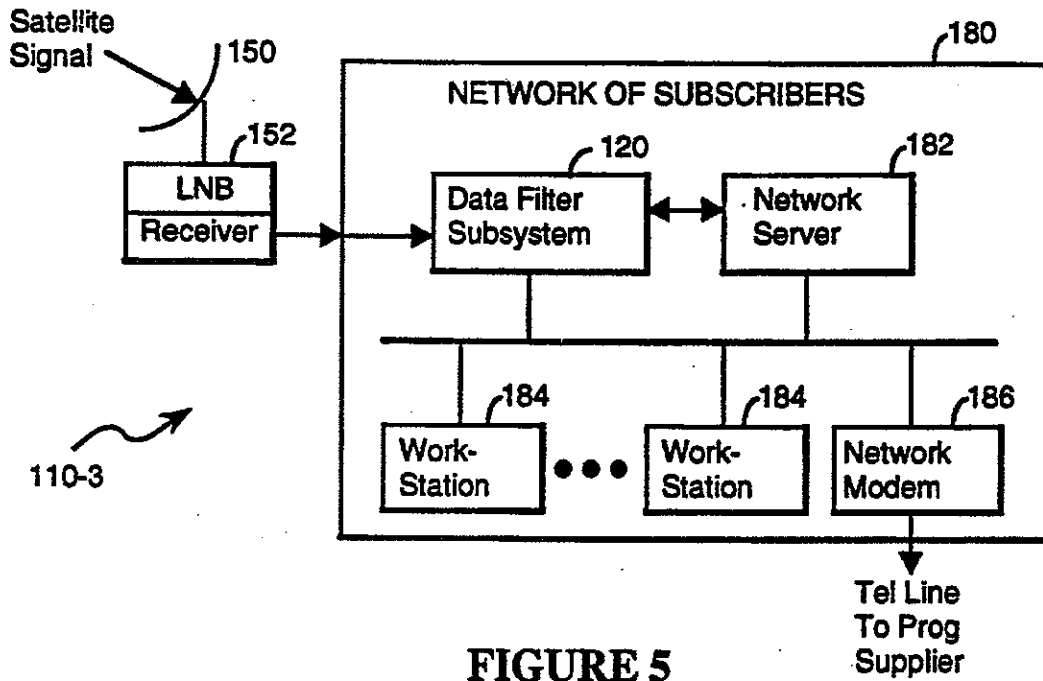 Satellite
Signal
150
152
LNB
Receiver
180
NETWORK OF SUBSCRIBERS
120
Data Filter
Subsystem
182
Network
Server
184
Work-
Station
184
Work-
Station
186
Network
Modem
110-3
Tel Line
To Prog
Supplier
FIGURE 5